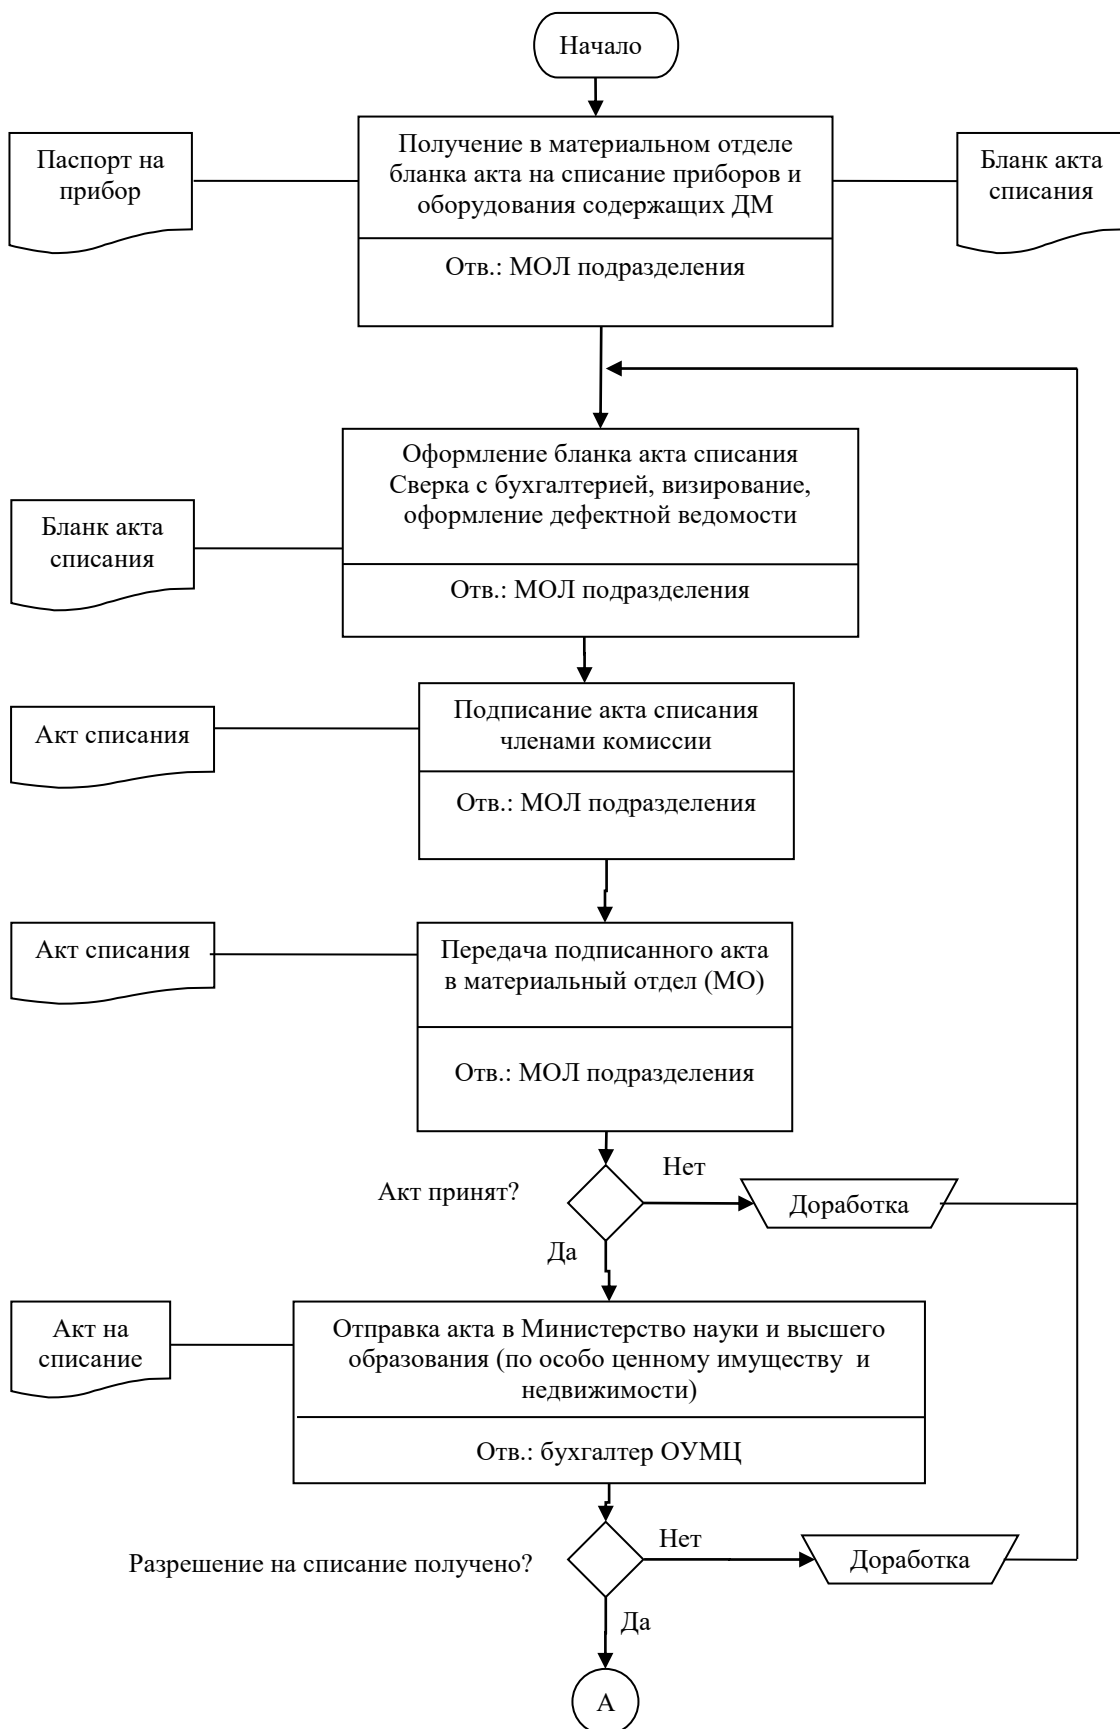 Начало
Паспорт на
прибор
Получение в материальном отделе
бланка акта на списание приборов и
оборудования содержащих ДМ
Отв.: МОЛ подразделения
Бланк акта
списания
Оформление бланка акта списания
Сверка с бухгалтерией, визирование,
оформление дефектной ведомости
Отв.: МОЛ подразделения
Бланк акта
списания
Подписание акта списания
членами комиссии
Отв.: МОЛ подразделения
Акт списания
Передача подписанного акта
в материальный отдел (МО)
Отв.: МОЛ подразделения
Акт списания
Акт принят?
Нет
Доработка
Да
Акт на
списание
Отправка акта в Министерство науки и высшего
образования (по особо ценному имуществу и
недвижимости)
Отв.: бухгалтер ОУМЦ
Разрешение на списание получено?
Нет
Доработка
Да
А